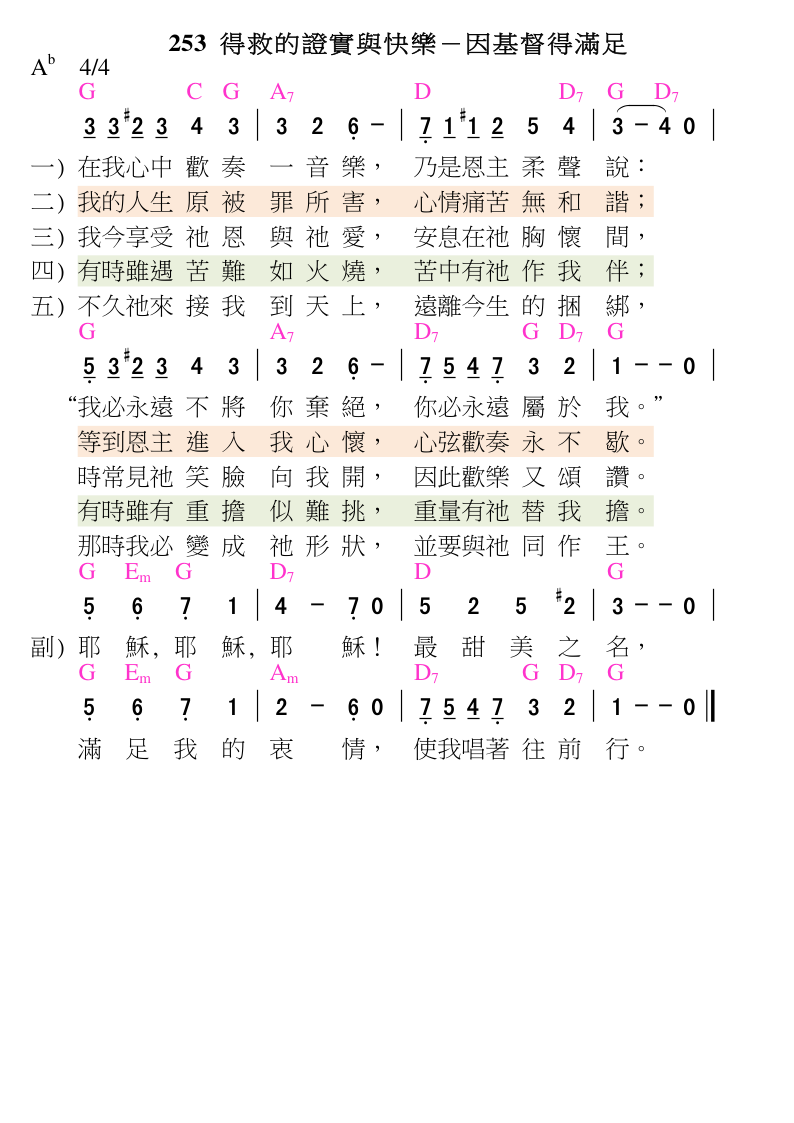 253 得救的證實與快樂－因基督得滿足
A♭ 4/4
G C G A7 D D7 G D7
3 3 #2 3 4 3 | 3 2 6 - | 7 1 #1 2 5 4 | 3 - 4 0 |
一) 在我心中歡奏一音樂，乃是恩主柔聲說：
二) 我的人生原被罪所害，心情痛苦無和諧；
三) 我今享受祂恩與祂愛，安息在祂胸懷間，
四) 有時雖遇苦難如火燒，苦中有祂作我伴；
五) 不久祂來接我到天上，遠離今生的捆綁，
G A7 D7 G D7 G
5 3 #2 3 4 3 | 3 2 6 - | 7 5 4 7 3 2 | 1 - - 0 |
“我必永遠不將你棄絕，你必永遠屬於我。”
等到恩主進入我心懷，心弦歡奏永不歇。
時常見祂笑臉向我開，因此歡樂又頌讚。
有時雖有重擔似難挑，重量有祂替我擔。
那時我必變成祂形狀，並要與祂同作王。
G Em G D7 D G
5 6 7 1 | 4 - 7 0 | 5 2 5 #2 | 3 - - 0 |
副) 耶穌,耶穌,耶穌！最甜美之名，
G Em G Am D7 G D7 G
5 6 7 1 | 2 - 6 0 | 7 5 4 7 3 2 | 1 - - 0 ‖
滿足我的衷情，使我唱著往前行。